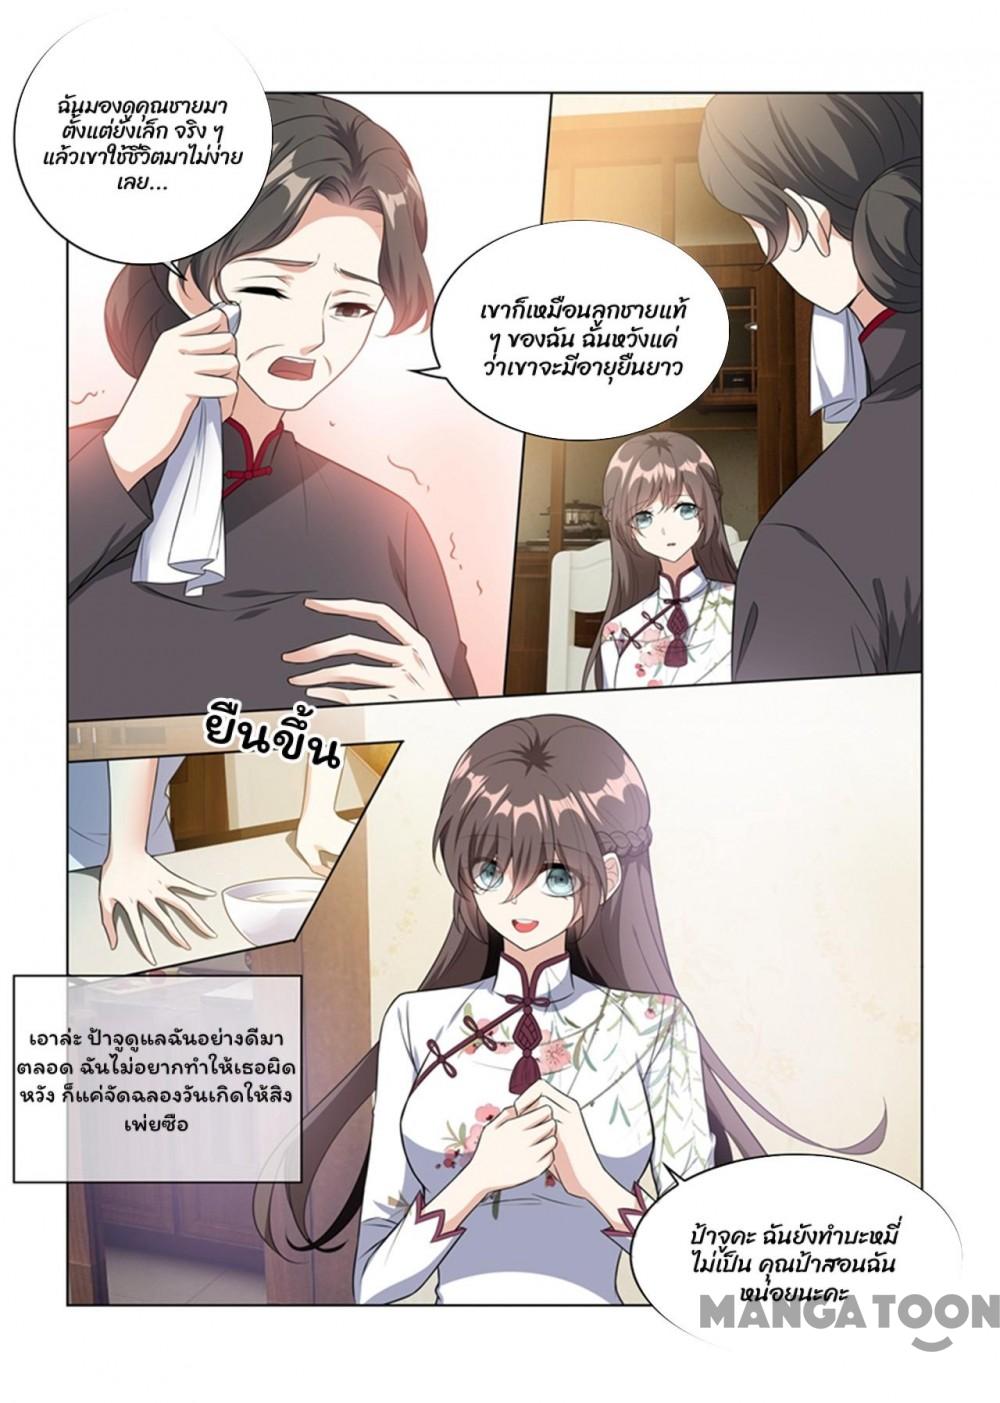 ฉันมองดูคุณชายมา
ตั้งแต่ยังเล็ก จริง ๆ
แล้วเขาใช้ชีวิตมาไม่ง่าย
เลย...
เขาก็เหมือนลูกชายแท้
ๆ ของฉัน ฉันหวังแค่
ว่าเขาจะมีอายุยืนยาว
ยืนขึ้น
เอาล่ะ ป้าจูดูแลฉันอย่างดีมา
ตลอด ฉันไม่อยากทำให้เธอผิด
หวัง ก็แค่จัดฉลองวันเกิดให้สิง
เพ่ยซือ
ป้าจูคะ ฉันยังทำบะหมี่
ไม่เป็น คุณป้าสอนฉัน
หน่อยนะคะ
MANGA TOON